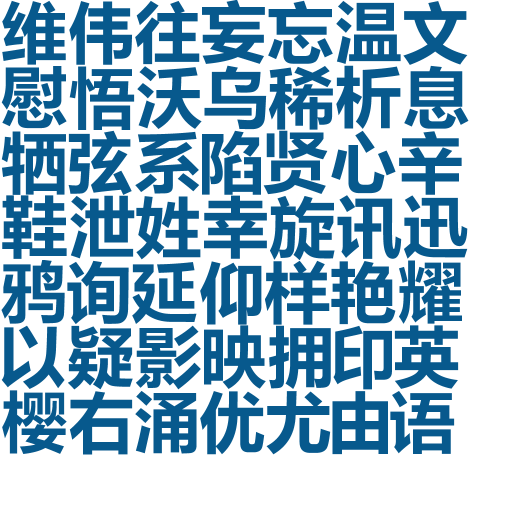 维伟往妄忘温文
慰悟沃乌稀析息
牺弦系陷贤心辛
鞋泄姓幸旋讯迅
鸦询延仰样艳耀
以疑影映拥印英
樱右涌优尤由语